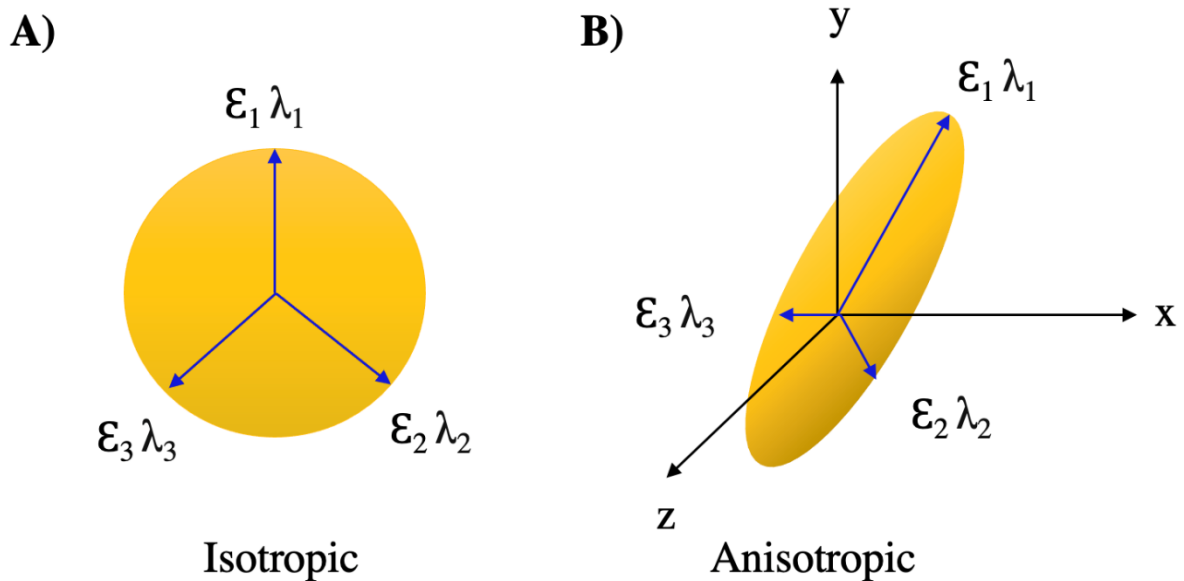 A)
ε₁ λ₁
ε₃ λ₃
ε₂ λ₂
Isotropic
B)
y
ε₁ λ₁
ε₃ λ₃
x
ε₂ λ₂
z
Anisotropic